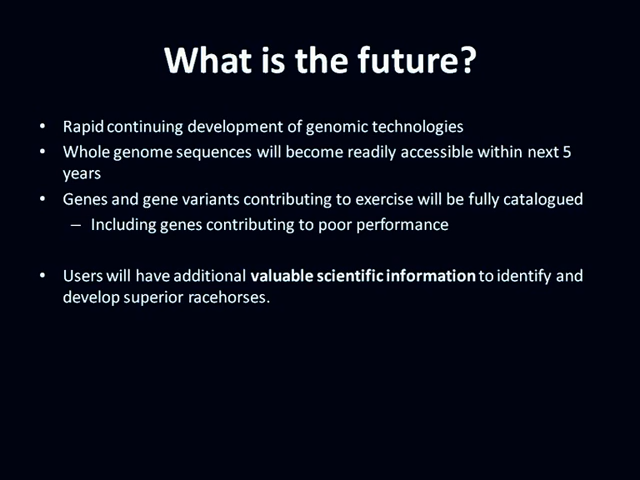 What is the future?
• Rapid continuing development of genomic technologies
• Whole genome sequences will become readily accessible within next 5
years
• Genes and gene variants contributing to exercise will be fully catalogued
– Including genes contributing to poor performance
• Users will have additional valuable scientific information to identify and
develop superior racehorses.